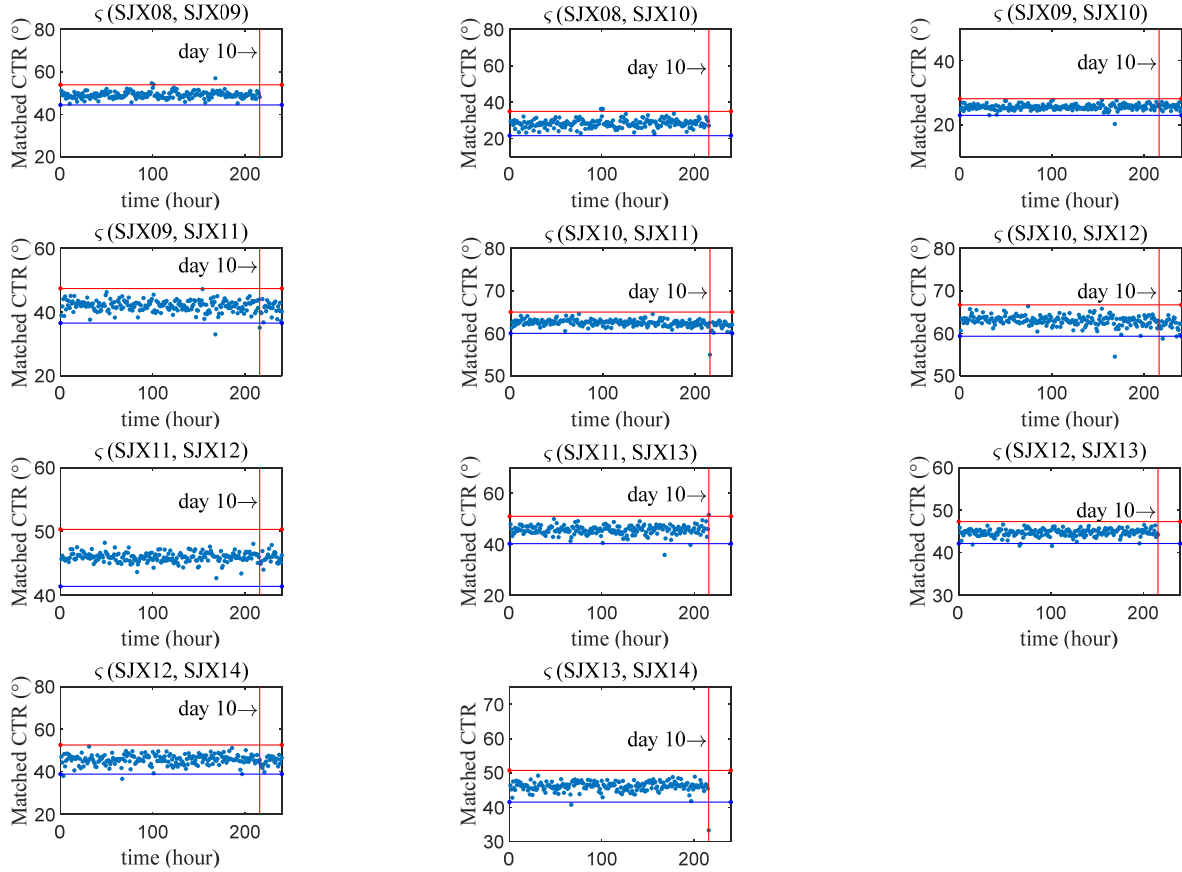 ς (SJX08, SJX09)
Matched CTR (°)
80
60
40
20
day 10→
0 100 200
time (hour)
ς (SJX08, SJX10)
Matched CTR (°)
80
60
40
20
day 10→
0 100 200
time (hour)
ς (SJX09, SJX10)
Matched CTR (°)
40
20
day 10→
0 100 200
time (hour)
ς (SJX09, SJX11)
Matched CTR (°)
60
40
20
day 10→
0 100 200
time (hour)
ς (SJX10, SJX11)
Matched CTR (°)
80
70
60
50
day 10→
0 100 200
time (hour)
ς (SJX10, SJX12)
Matched CTR (°)
80
70
60
50
day 10→
0 100 200
time (hour)
ς (SJX11, SJX12)
Matched CTR (°)
60
50
40
day 10→
0 100 200
time (hour)
ς (SJX11, SJX13)
Matched CTR (°)
60
40
20
day 10→
0 100 200
time (hour)
ς (SJX12, SJX13)
Matched CTR (°)
60
50
40
30
day 10→
0 100 200
time (hour)
ς (SJX12, SJX14)
Matched CTR (°)
80
60
40
20
day 10→
0 100 200
time (hour)
ς (SJX13, SJX14)
Matched CTR
70
60
50
40
30
day 10→
0 100 200
time (hour)